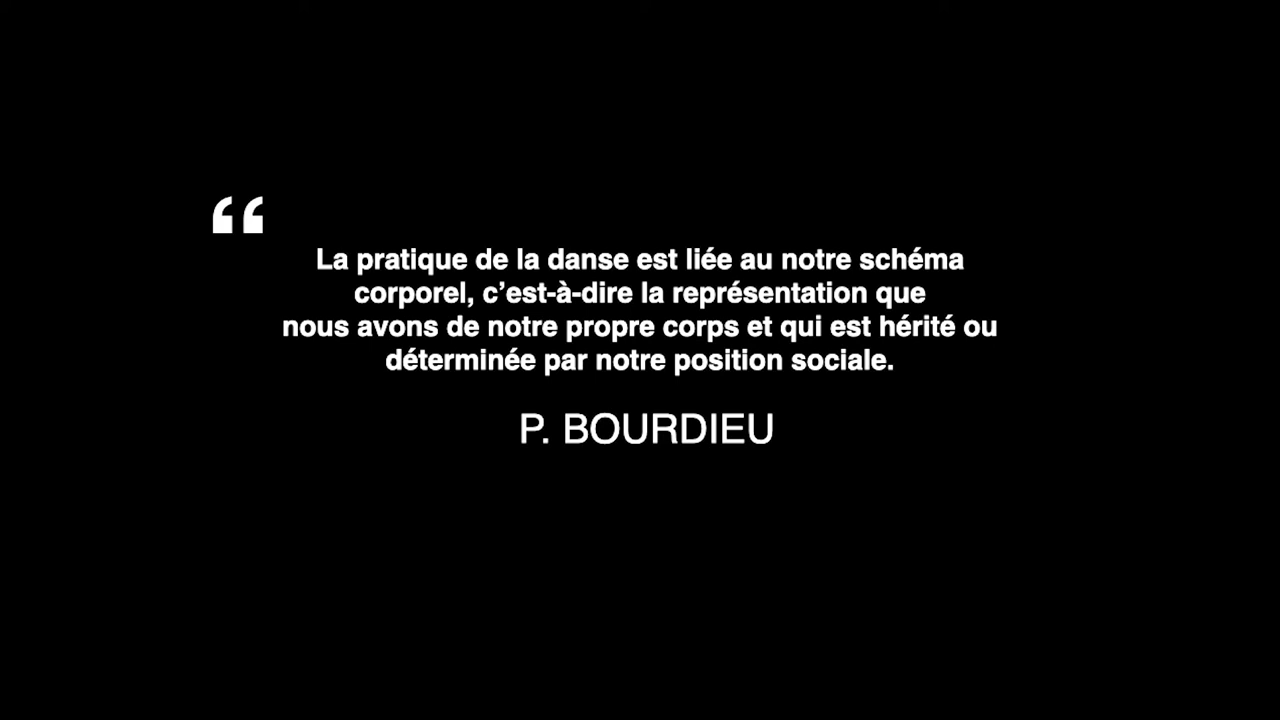 “
La pratique de la danse est liée au notre schéma
corporel, c’est-à-dire la représentation que
nous avons de notre propre corps et qui est hérité ou
déterminée par notre position sociale.
P. BOURDIEU